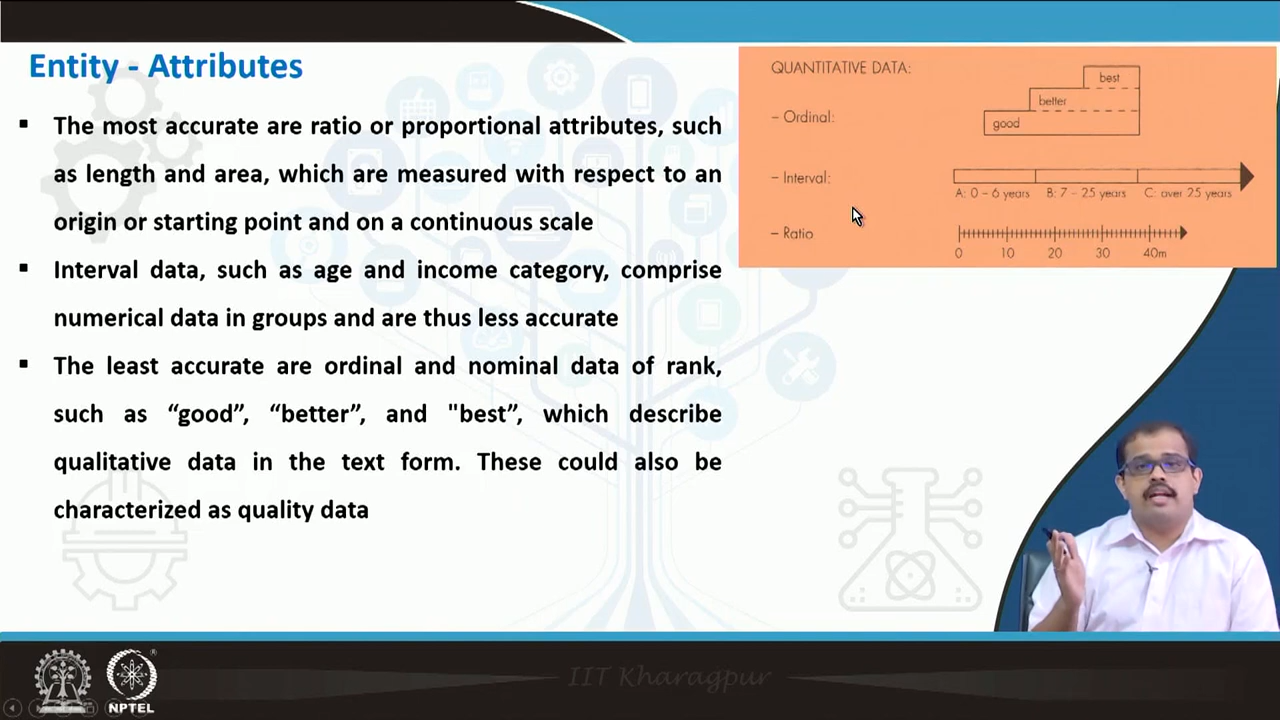 Entity - Attributes
▪ The most accurate are ratio or proportional attributes, such
as length and area, which are measured with respect to an
origin or starting point and on a continuous scale
▪ Interval data, such as age and income category, comprise
numerical data in groups and are thus less accurate
▪ The least accurate are ordinal and nominal data of rank,
such as “good”, “better”, and "best”, which describe
qualitative data in the text form. These could also be
characterized as quality data
QUANTITATIVE DATA:
– Ordinal:
best
better
good
– Interval:
A: 0 – 6 years B: 7 – 25 years C: over 25 years
– Ratio
0 10 20 30 40m
IIT Kharagpur
NPTEL